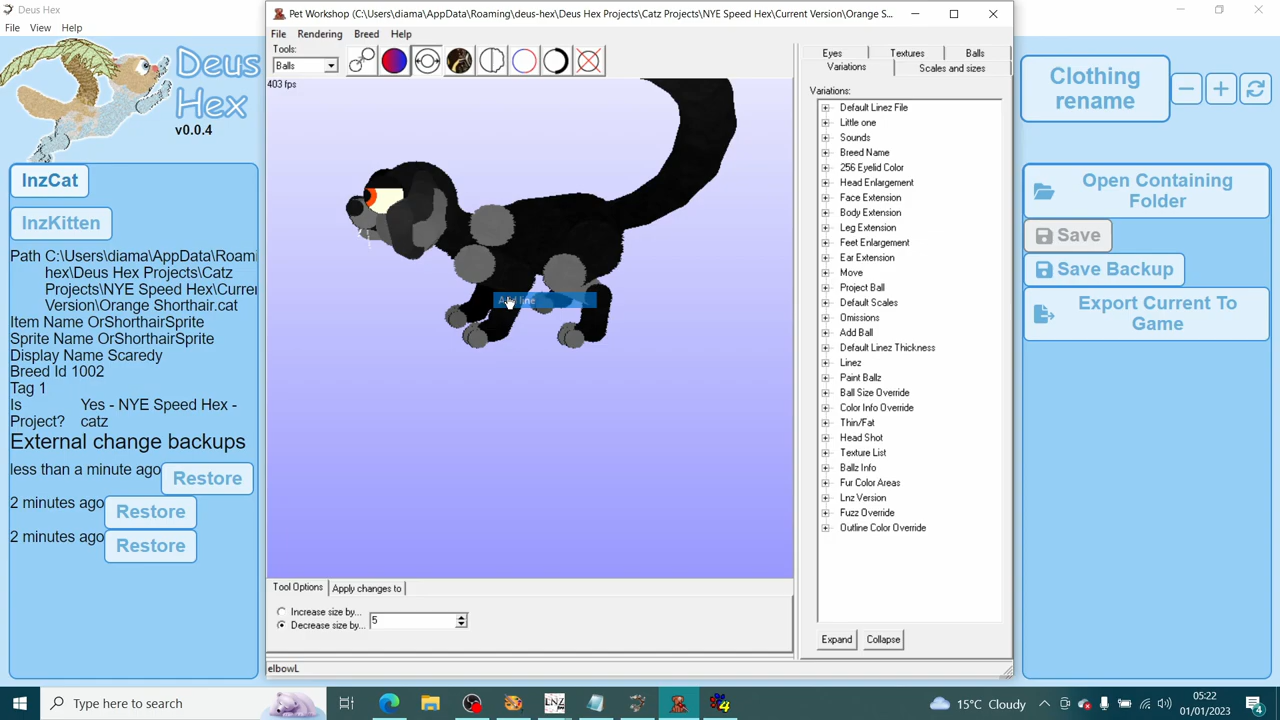 Deus Hex
File View Help
Deus
Hex
v0.0.4
lnzCat
lnzKitten
Path C:\Users\diama\AppData\Roaming\deus-
hex\Deus Hex Projects\Catz
Projects\NYE Speed Hex\Current
Version\Orange Shorthair.cat
Item Name OrShorthairSprite
Sprite Name OrShorthairSprite
Display Name Scaredy
Breed Id 1002
Tag 1
Is Yes - NYE Speed Hex -
Project? catz
External change backups
less than a minute ago Restore
2 minutes ago Restore
2 minutes ago Restore
Pet Workshop (C:\Users\diama\AppData\Roaming\deus-hex\Deus Hex Projects\Catz Projects\NYE Speed Hex\Current Version\Orange S...
File Rendering Breed Help
Tools:
Balls
403 fps
Add line
Tool Options Apply changes to
Increase size by...
Decrease size by... 5
elbowL
Eyes Textures Balls
Variations Scales and sizes
Variations:
Default Linez File
Little one
Sounds
Breed Name
256 Eyelid Color
Head Enlargement
Face Extension
Body Extension
Leg Extension
Feet Enlargement
Ear Extension
Move
Project Ball
Default Scales
Omissions
Add Ball
Default Linez Thickness
Linez
Paint Ballz
Ball Size Override
Color Info Override
Thin/Fat
Head Shot
Texture List
Ballz Info
Fur Color Areas
Lnz Version
Fuzz Override
Outline Color Override
Expand Collapse
Clothing
rename
Open Containing
Folder
Save
Save Backup
Export Current To
Game
Type here to search
LNZ
4
15°C Cloudy
05:22
01/01/2023
4